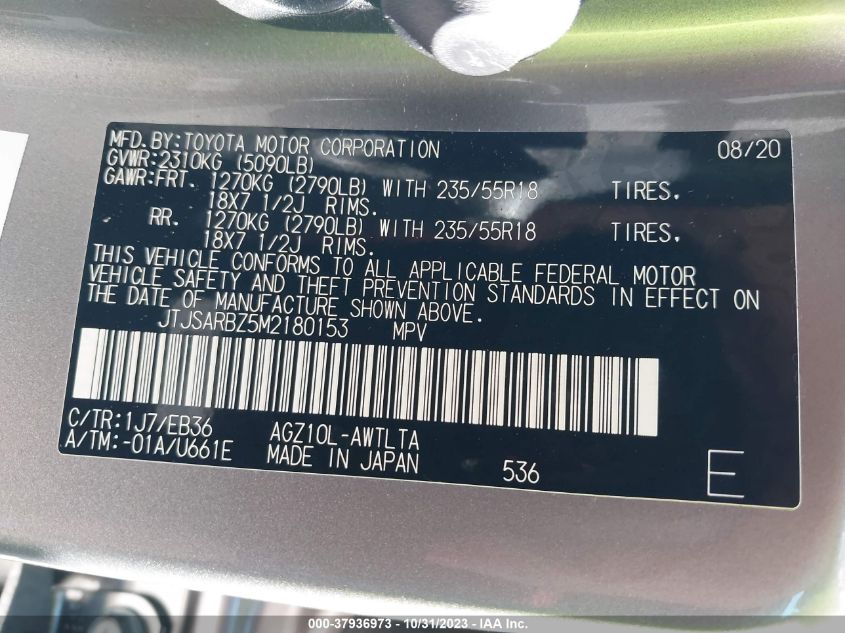 MFD. BY: TOYOTA MOTOR CORPORATION 08/20
GVWR: 2310KG (5090LB)
GAWR: FRT. 1270KG (2790LB) WITH 235/55R18 TIRES.
18X7 1/2J RIMS.
RR. 1270KG (2790LB) WITH 235/55R18 TIRES.
18X7 1/2J RIMS.
THIS VEHICLE CONFORMS TO ALL APPLICABLE FEDERAL MOTOR
VEHICLE SAFETY AND THEFT PREVENTION STANDARDS IN EFFECT ON
THE DATE OF MANUFACTURE SHOWN ABOVE.
JTJSARBZ5M2180153 MPV
C/TR: 1J7/EB36 AGZ10L-AWTLTA
A/TM: -01A/U661E MADE IN JAPAN 536 E
000-37936973 - 10/31/2023 - IAA Inc.